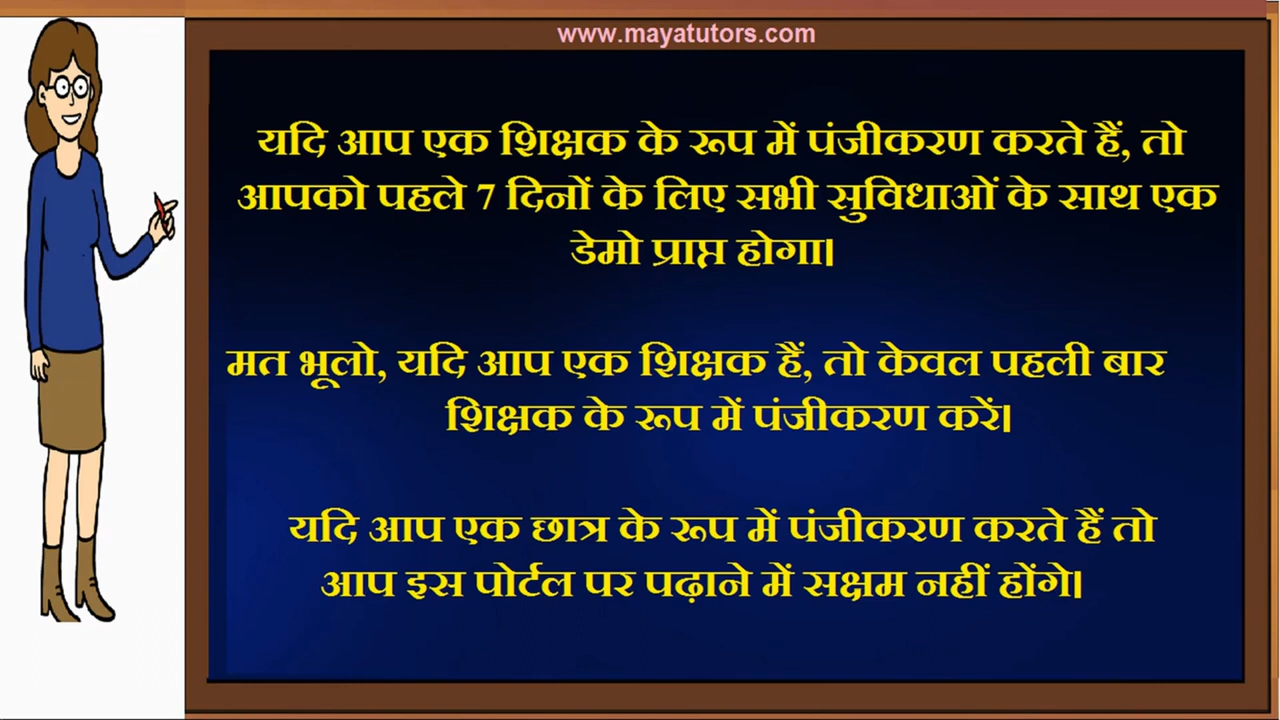 www.mayatutors.com
यदि आप एक शिक्षक के रूप में पंजीकरण करते हैं, तो
आपको पहले 7 दिनों के लिए सभी सुविधाओं के साथ एक
डेमो प्राप्त होगा।
मत भूलो, यदि आप एक शिक्षक हैं, तो केवल पहली बार
शिक्षक के रूप में पंजीकरण करें।
यदि आप एक छात्र के रूप में पंजीकरण करते हैं तो
आप इस पोर्टल पर पढ़ाने में सक्षम नहीं होंगे।